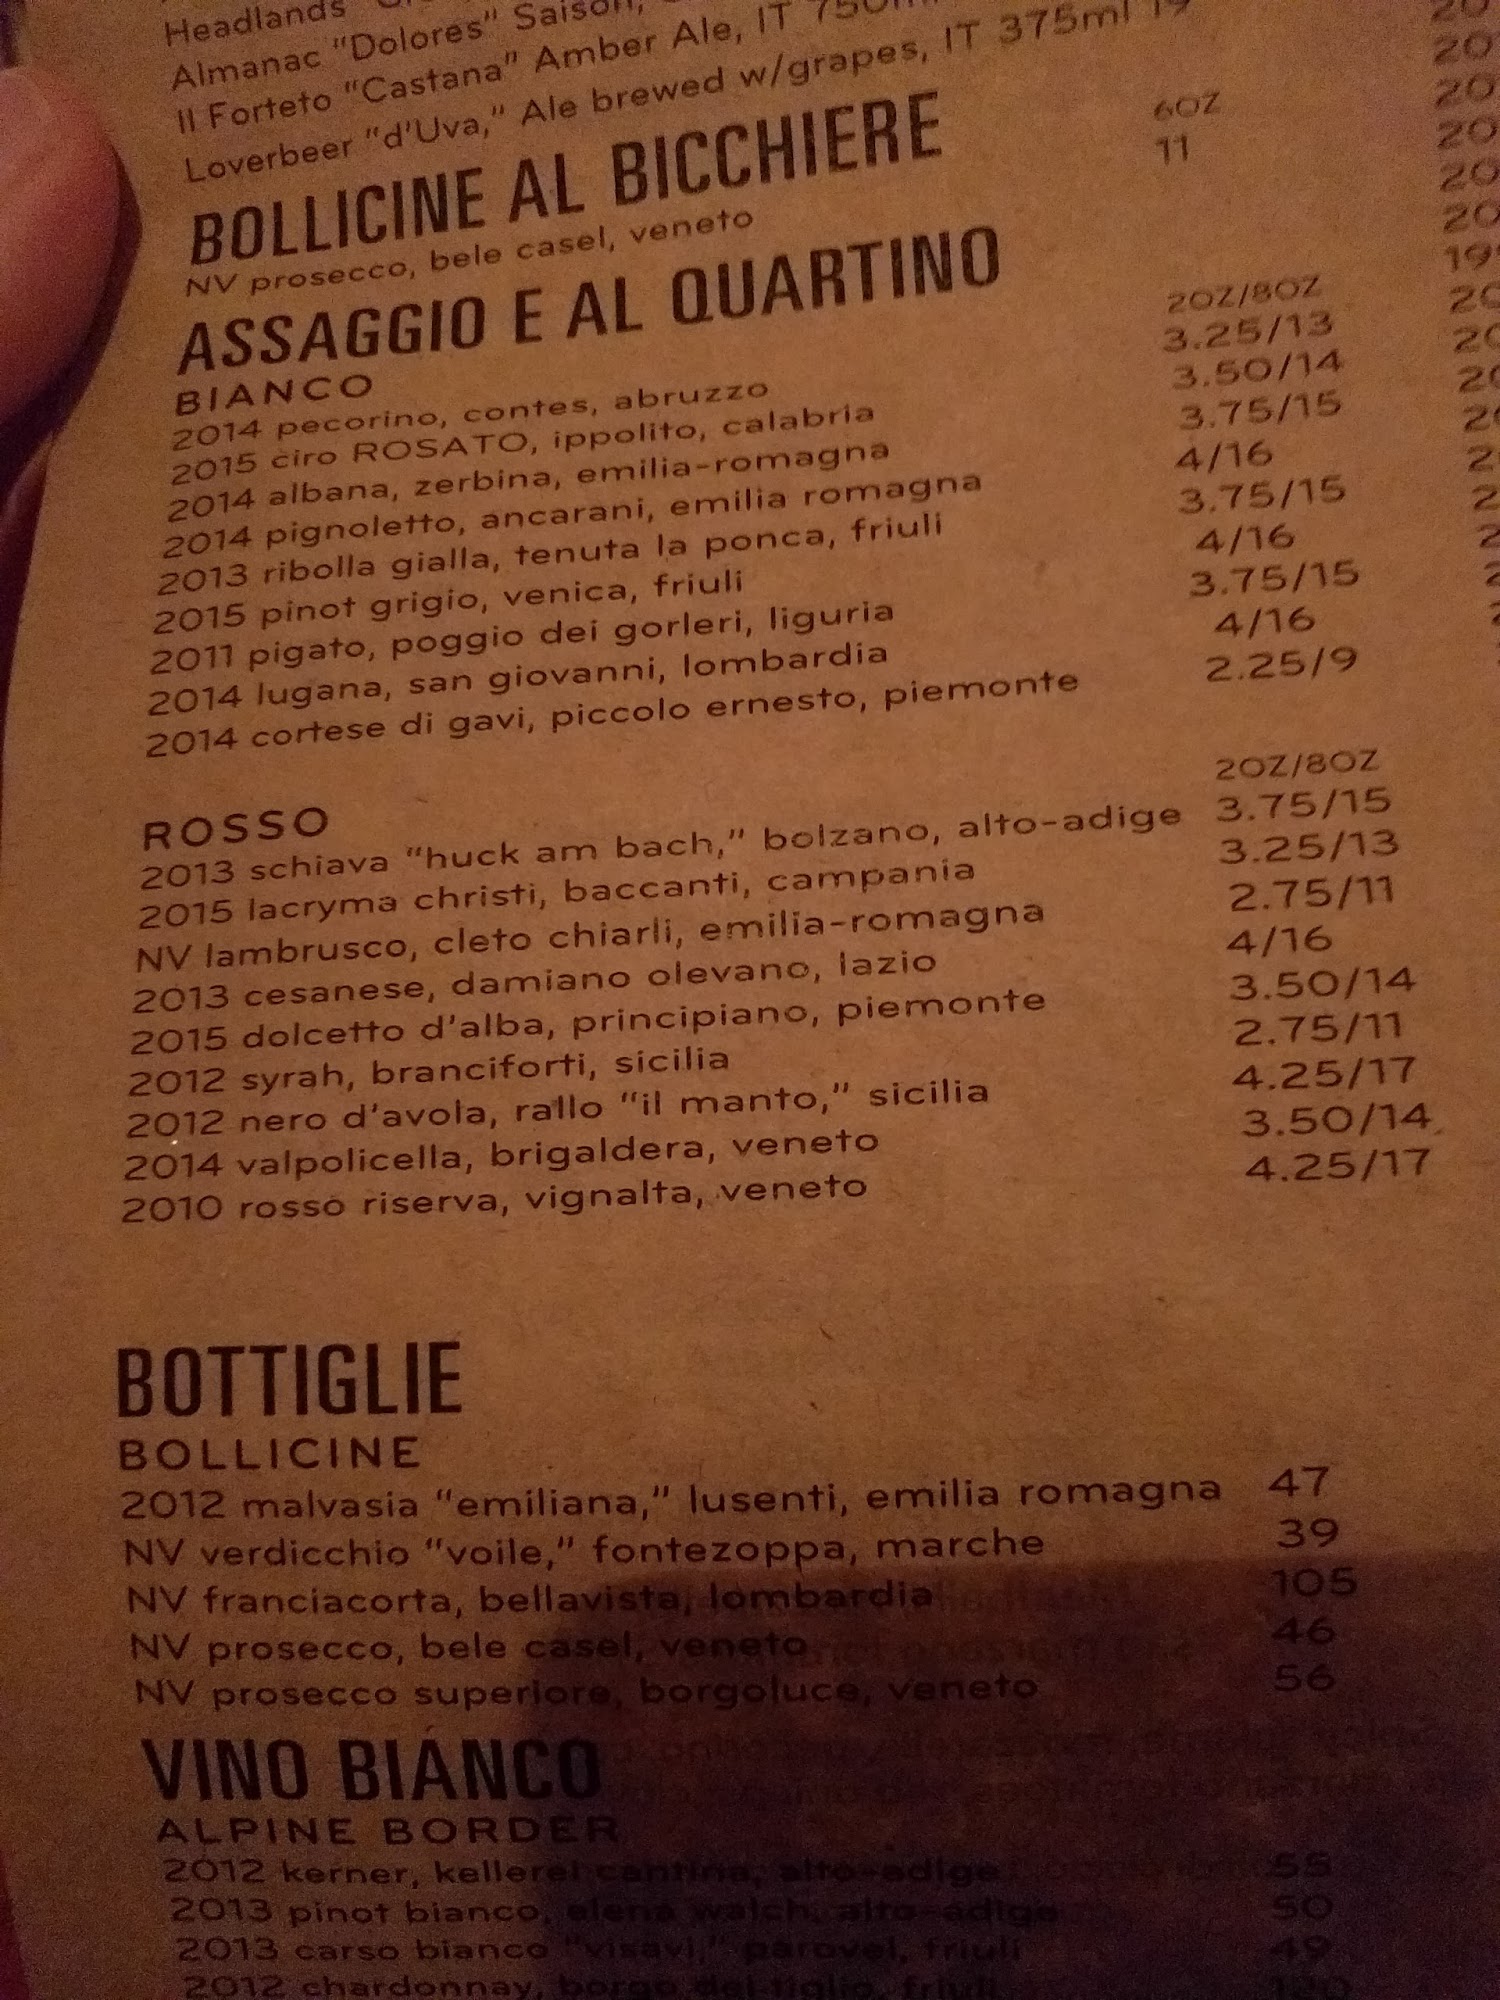 Headlands
Almanac "Dolores" Saison,
Il Forteto "Castana" Amber Ale, IT 750ml
Loverbeer "d'Uva," Ale brewed w/grapes, IT 375ml 19
BOLLICINE AL BICCHIERE 6OZ
NV prosecco, bele casel, veneto 11
ASSAGGIO E AL QUARTINO
BIANCO 2OZ/8OZ
2014 pecorino, contes, abruzzo 3.25/13
2015 ciro ROSATO, ippolito, calabria 3.50/14
2014 albana, zerbina, emilia-romagna 3.75/15
2014 pignoletto, ancarani, emilia romagna 4/16
2013 ribolla gialla, tenuta la ponca, friuli 3.75/15
2015 pinot grigio, venica, friuli 4/16
2011 pigato, poggio dei gorleri, liguria 3.75/15
2014 lugana, san giovanni, lombardia 4/16
2014 cortese di gavi, piccolo ernesto, piemonte 2.25/9
ROSSO 2OZ/8OZ
2013 schiava "huck am bach," bolzano, alto-adige 3.75/15
2015 lacryma christi, baccanti, campania 3.25/13
NV lambrusco, cleto chiarli, emilia-romagna 2.75/11
2013 cesanese, damiano olevano, lazio 4/16
2015 dolcetto d'alba, principiano, piemonte 3.50/14
2012 syrah, branciforti, sicilia 2.75/11
2012 nero d'avola, rallo "il manto," sicilia 4.25/17
2014 valpolicella, brigaldera, veneto 3.50/14
2010 rosso riserva, vignalta, veneto 4.25/17
BOTTIGLIE
BOLLICINE
2012 malvasia "emiliana," lusenti, emilia romagna 47
NV verdicchio "voile," fontezoppa, marche 39
NV franciacorta, bellavista, lombardia 105
NV prosecco, bele casel, veneto 46
NV prosecco superiore, borgoluce, veneto 56
VINO BIANCO
ALPINE BORDER
2012 kerner, kellerei cantina, alto-adige 55
2013 pinot bianco, elena walch, alto-adige 50
2013 carso bianco "visavi," parovel, friuli 49
2012 chardonnay, borgo del tiglio, friuli 120